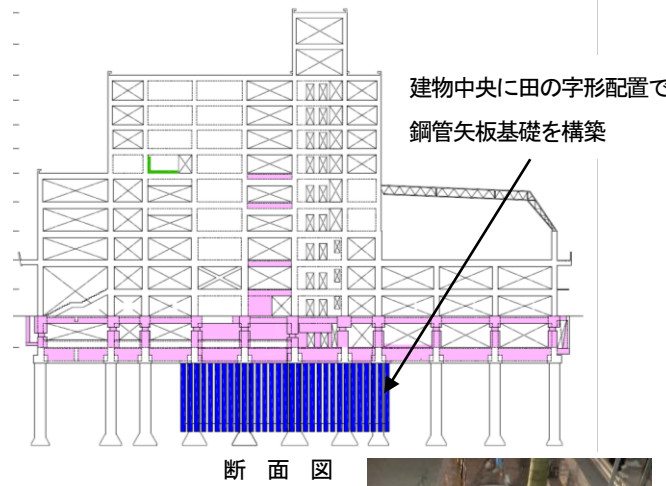 建物中央に田の字形配置で
鋼管矢板基礎を構築
断面図